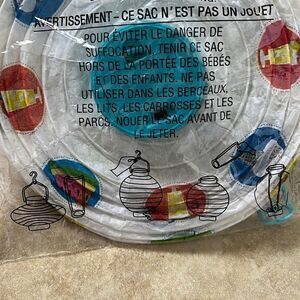 AVERTISSEMENT - CE SAC N'EST PAS UN JOUET
POUR ÉVITER LE DANGER DE
SUFFOCATION, TENIR CE SAC
HORS DE LA PORTÉE DES BÉBÉS
ET DES ENFANTS. NE PAS
UTILISER DANS LES BERCEAUX,
LES LITS, LES CARROSSES ET LES
PARCS. NOUER LE SAC AVANT DE
LE JETER.